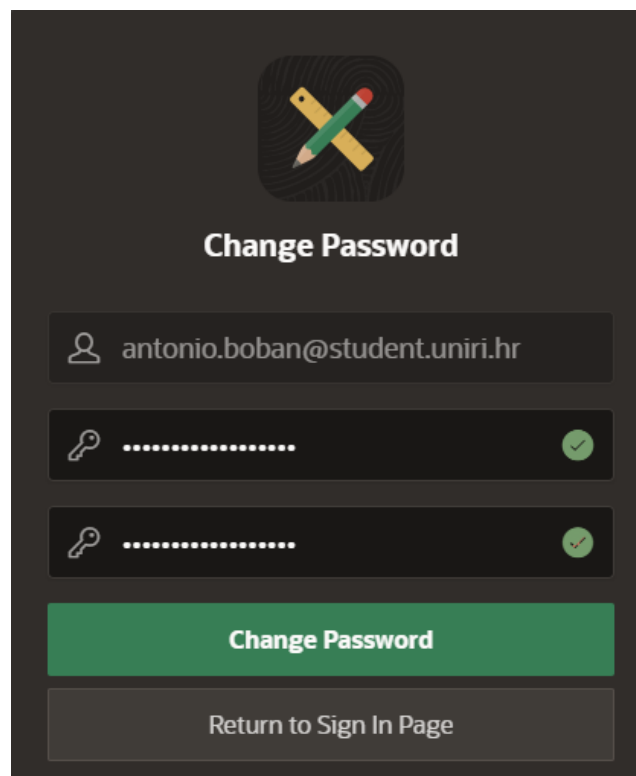 Change Password
antonio.boban@student.uniri.hr
••••••••••••••••••
••••••••••••••••••
Change Password
Return to Sign In Page